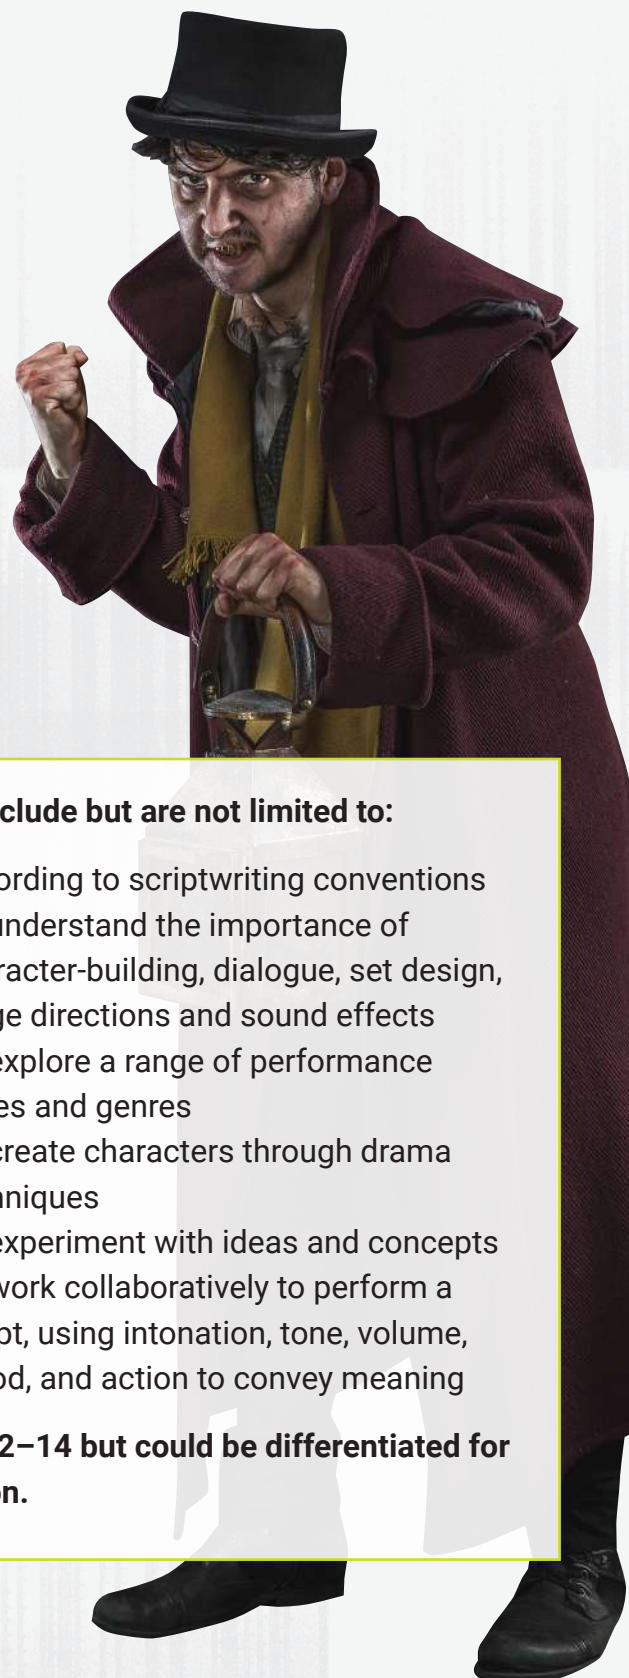 clude but are not limited to:
ording to scriptwriting conventions
understand the importance of
racter-building, dialogue, set design,
ge directions and sound effects
explore a range of performance
es and genres
create characters through drama
hniques
experiment with ideas and concepts
work collaboratively to perform a
pt, using intonation, tone, volume,
od, and action to convey meaning
2–14 but could be differentiated for
on.